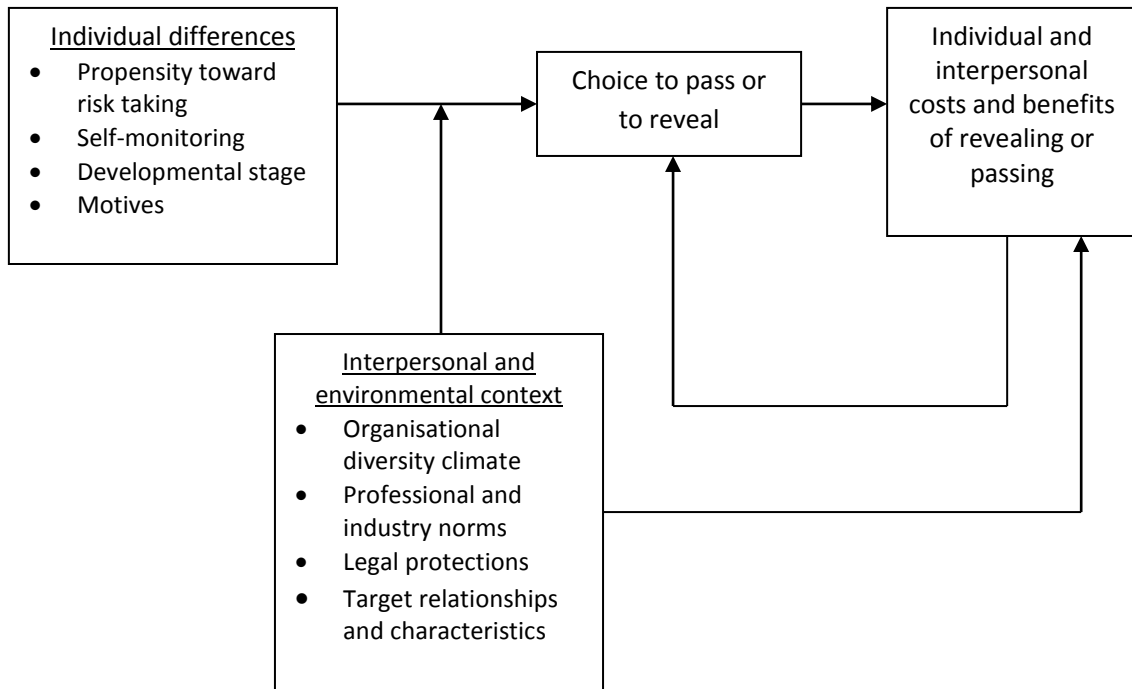 Individual differences
• Propensity toward
risk taking
• Self-monitoring
• Developmental stage
• Motives
Choice to pass or
to reveal
Individual and
interpersonal
costs and benefits
of revealing or
passing
Interpersonal and
environmental context
• Organisational
diversity climate
• Professional and
industry norms
• Legal protections
• Target relationships
and characteristics